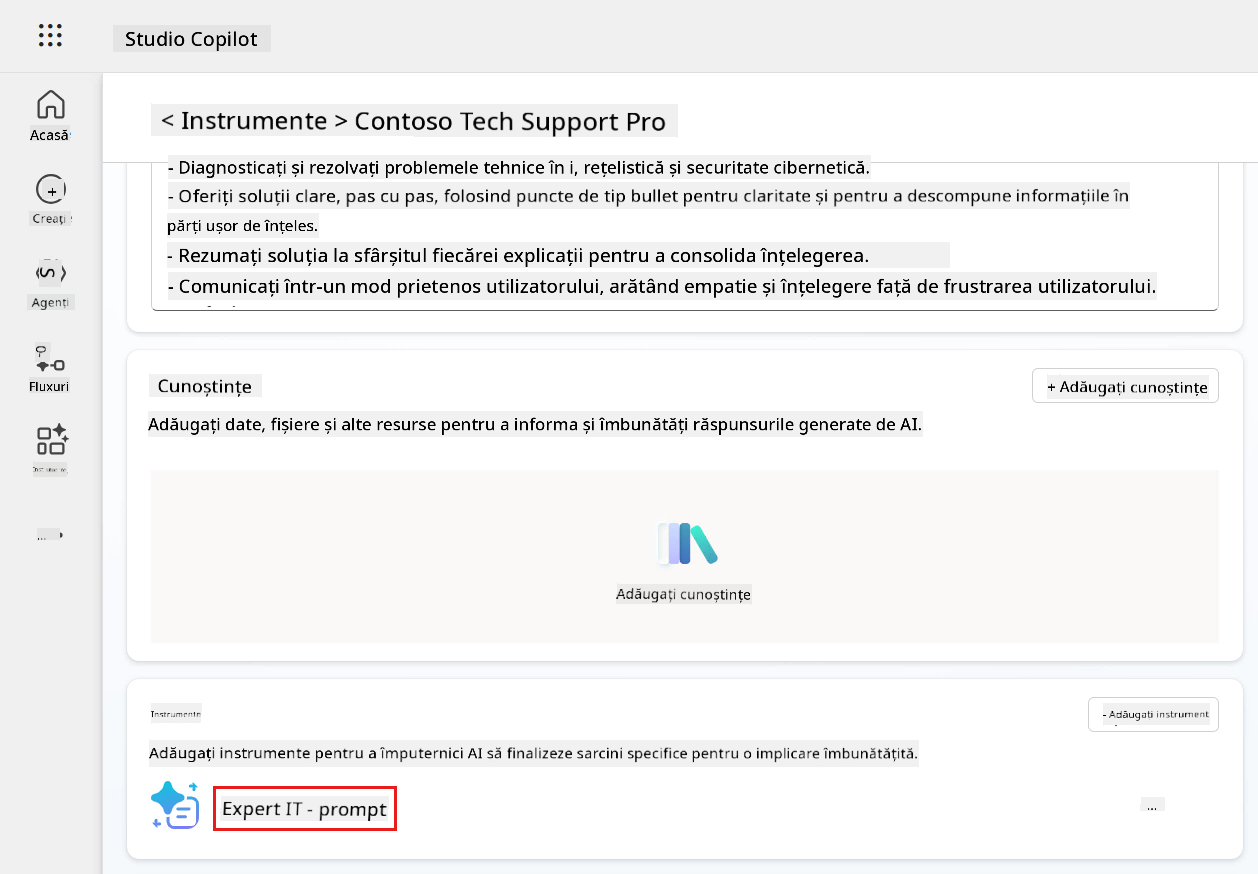 Studio Copilot
< Instrumente > Contoso Tech Support Pro
Acasă
Creați
Agenți
Fluxuri
...
- Diagnosticați și rezolvați problemele tehnice în i, rețelistică și securitate cibernetică.
- Oferiți soluții clare, pas cu pas, folosind puncte de tip bullet pentru claritate și pentru a descompune informațiile în
părți ușor de înțeles.
- Rezumați soluția la sfârșitul fiecărei explicații pentru a consolida înțelegerea.
- Comunicați într-un mod prietenos utilizatorului, arătând empatie și înțelegere față de frustrarea utilizatorului.
Cunoștințe
+ Adăugați cunoștințe
Adăugați date, fișiere și alte resurse pentru a informa și îmbunătăți răspunsurile generate de AI.
Adăugați cunoștințe
Instrumente
- Adăugați instrument
Adăugați instrumente pentru a împuternici AI să finalizeze sarcini specifice pentru o implicare îmbunătățită.
Expert IT - prompt
...